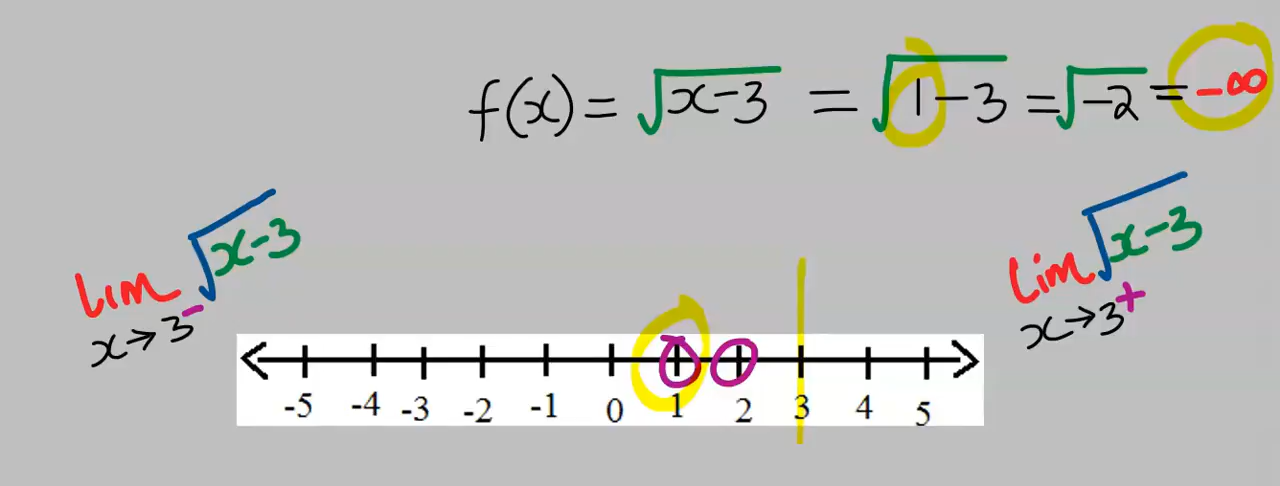 f(x) = √x-3 = √1-3 = √-2 = -∞
lim √x-3
x→3⁻
lim √x-3
x→3⁺
-5 -4 -3 -2 -1 0 1 2 3 4 5